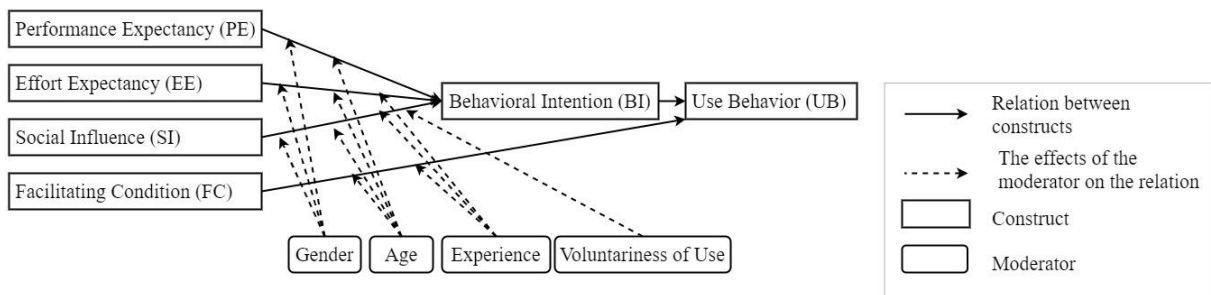 Performance Expectancy (PE)
Effort Expectancy (EE)
Social Influence (SI)
Facilitating Condition (FC)
Behavioral Intention (BI)
Use Behavior (UB)
Gender
Age
Experience
Voluntariness of Use
Relation between
constructs
The effects of the
moderator on the relation
Construct
Moderator